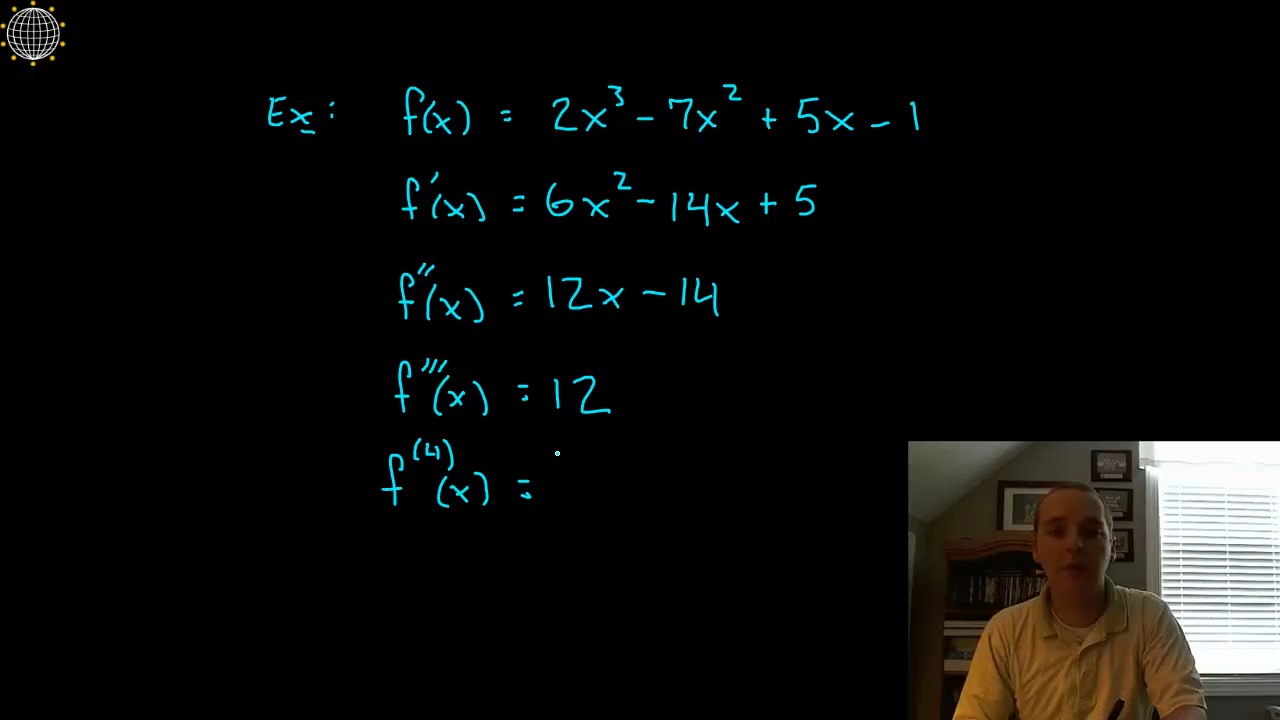 Ex: f(x) = 2x³ - 7x² + 5x - 1
f'(x) = 6x² - 14x + 5
f''(x) = 12x - 14
f'''(x) = 12
f⁽⁴⁾(x) =